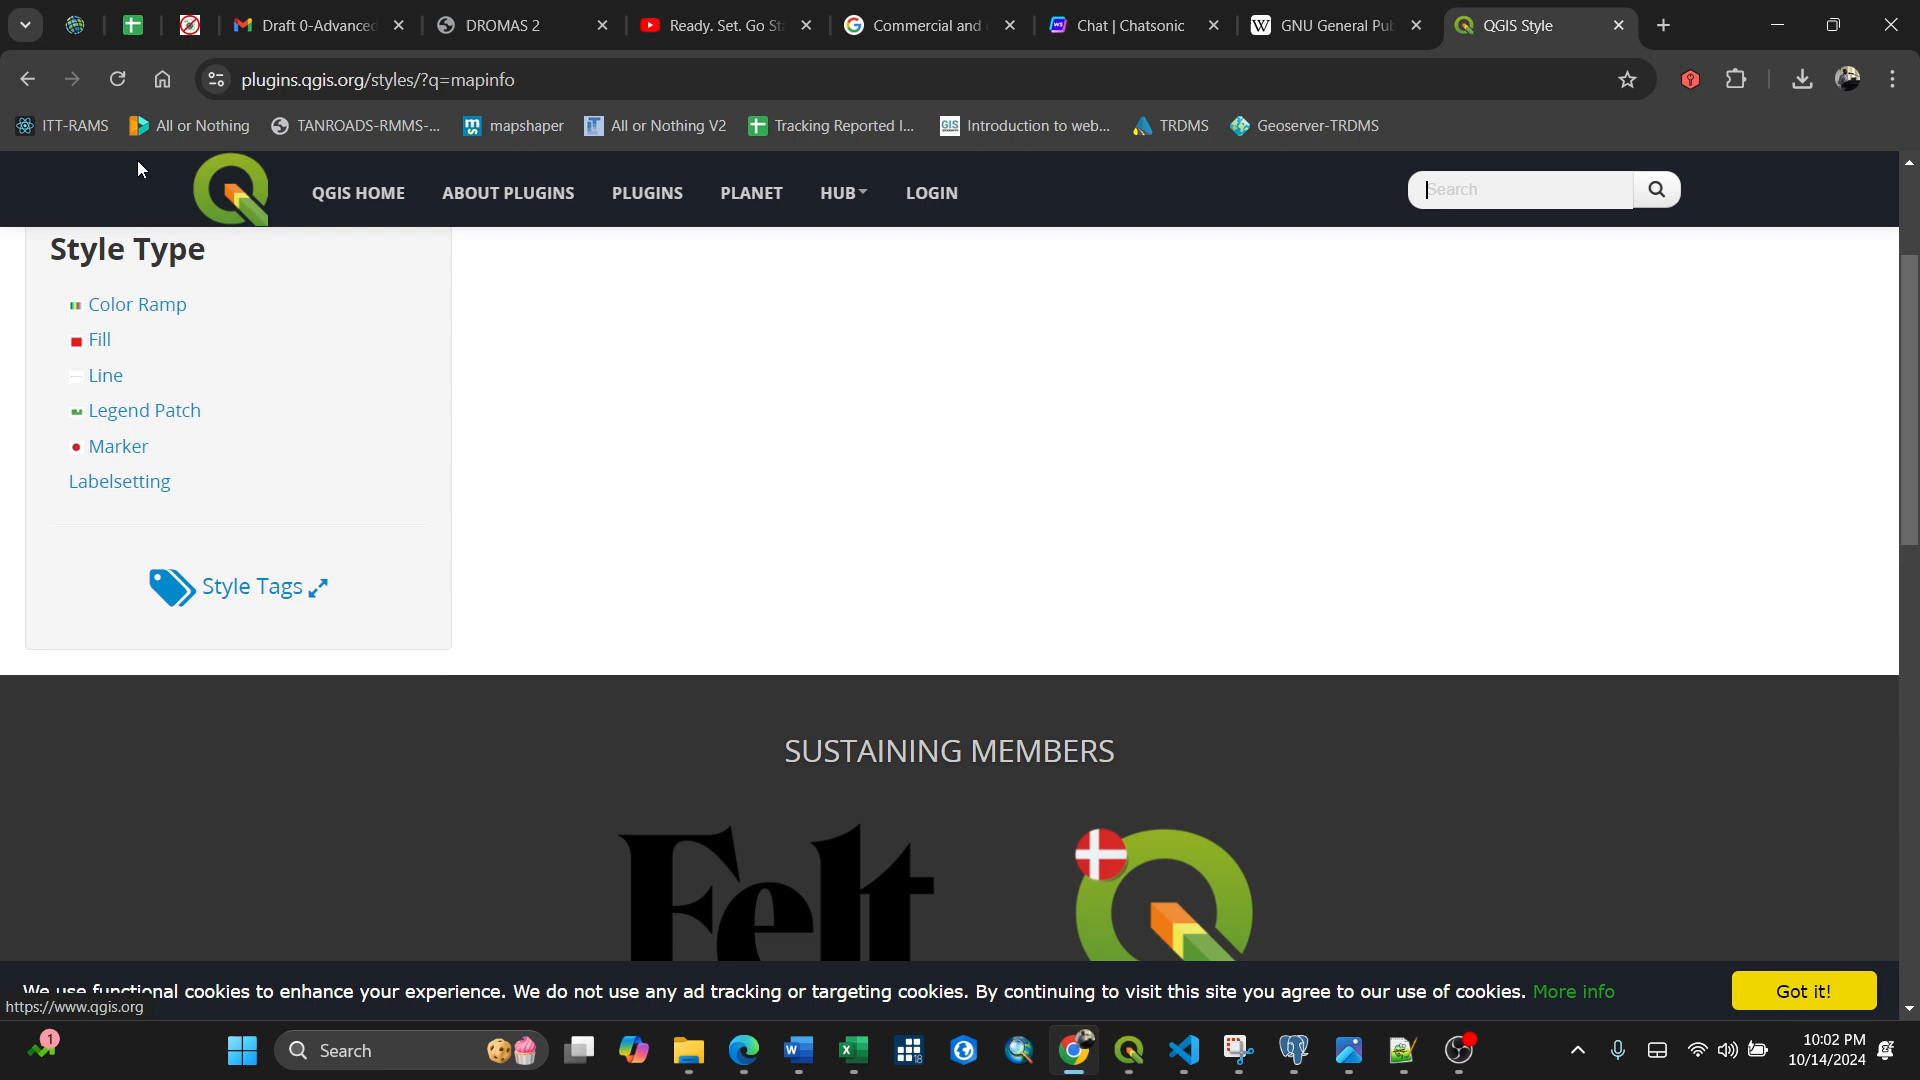 Draft 0-Advanced
DROMAS 2
Ready. Set. Go St
Commercial and
Chat | Chatsonic
GNU General Pub
QGIS Style
plugins.qgis.org/styles/?q=mapinfo
ITT-RAMS
All or Nothing
TANROADS-RMMS-...
mapshaper
All or Nothing V2
Tracking Reported I...
Introduction to web...
TRDMS
Geoserver-TRDMS
QGIS HOME
ABOUT PLUGINS
PLUGINS
PLANET
HUB
LOGIN
Search
Style Type
Color Ramp
Fill
Line
Legend Patch
Marker
Labelsetting
Style Tags
SUSTAINING MEMBERS
Felt
We use functional cookies to enhance your experience. We do not use any ad tracking or targeting cookies. By continuing to visit this site you agree to our use of cookies. More info
Got it!
https://www.qgis.org
1
Search
10:02 PM
10/14/2024